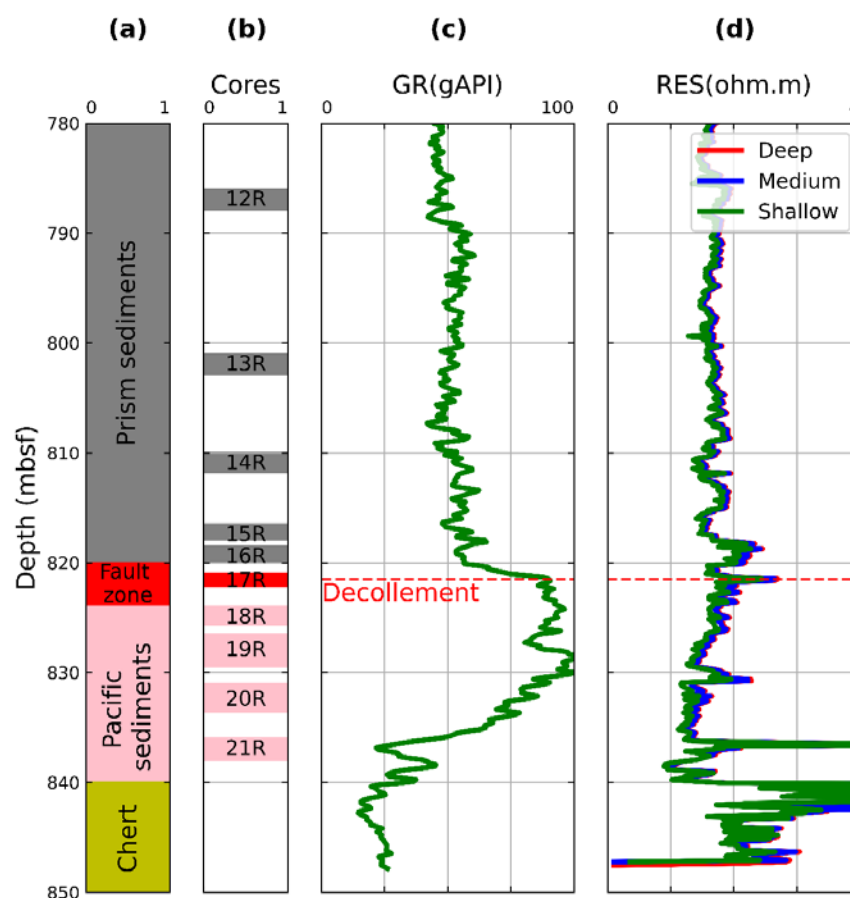 (a)
(b)
(c)
(d)
Cores
GR(gAPI)
RES(ohm.m)
0 1
0 1
0 100
0
Depth (mbsf)
780
790
800
810
820
830
840
850
Prism sediments
Fault
zone
Pacific
sediments
Chert
12R
13R
14R
15R
16R
17R
18R
19R
20R
21R
Decollement
Deep
Medium
Shallow